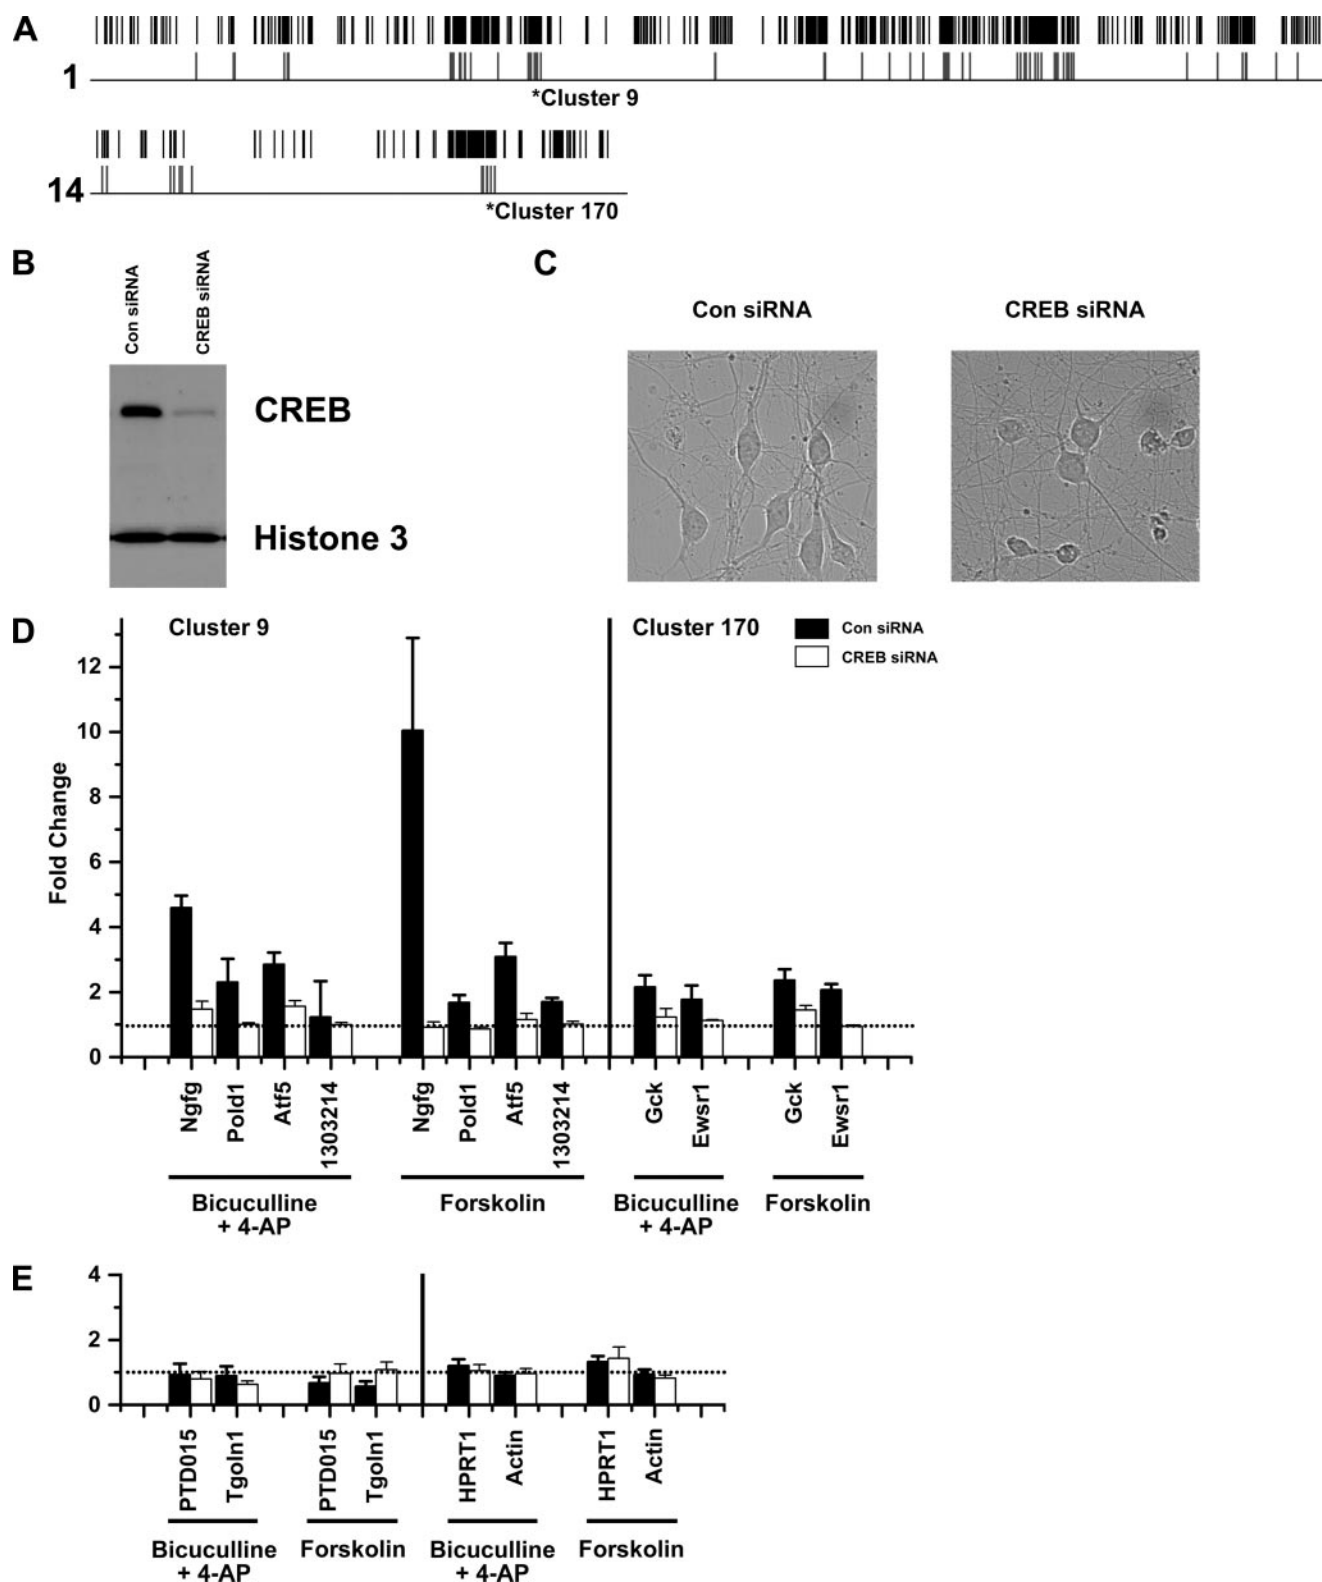 A
1
*Cluster 9
14
*Cluster 170
B
Con siRNA
CREB siRNA
CREB
Histone 3
C
Con siRNA
CREB siRNA
D
Cluster 9
Cluster 170
Con siRNA
CREB siRNA
Fold Change
12
10
8
6
4
2
0
Ngfg
Pold1
Atf5
1303214
Ngfg
Pold1
Atf5
1303214
Gck
Ewsr1
Gck
Ewsr1
Bicuculline
+ 4-AP
Forskolin
Bicuculline
+ 4-AP
Forskolin
E
4
2
0
PTD015
Tgoln1
PTD015
Tgoln1
HPRT1
Actin
HPRT1
Actin
Bicuculline
+ 4-AP
Forskolin
Bicuculline
+ 4-AP
Forskolin